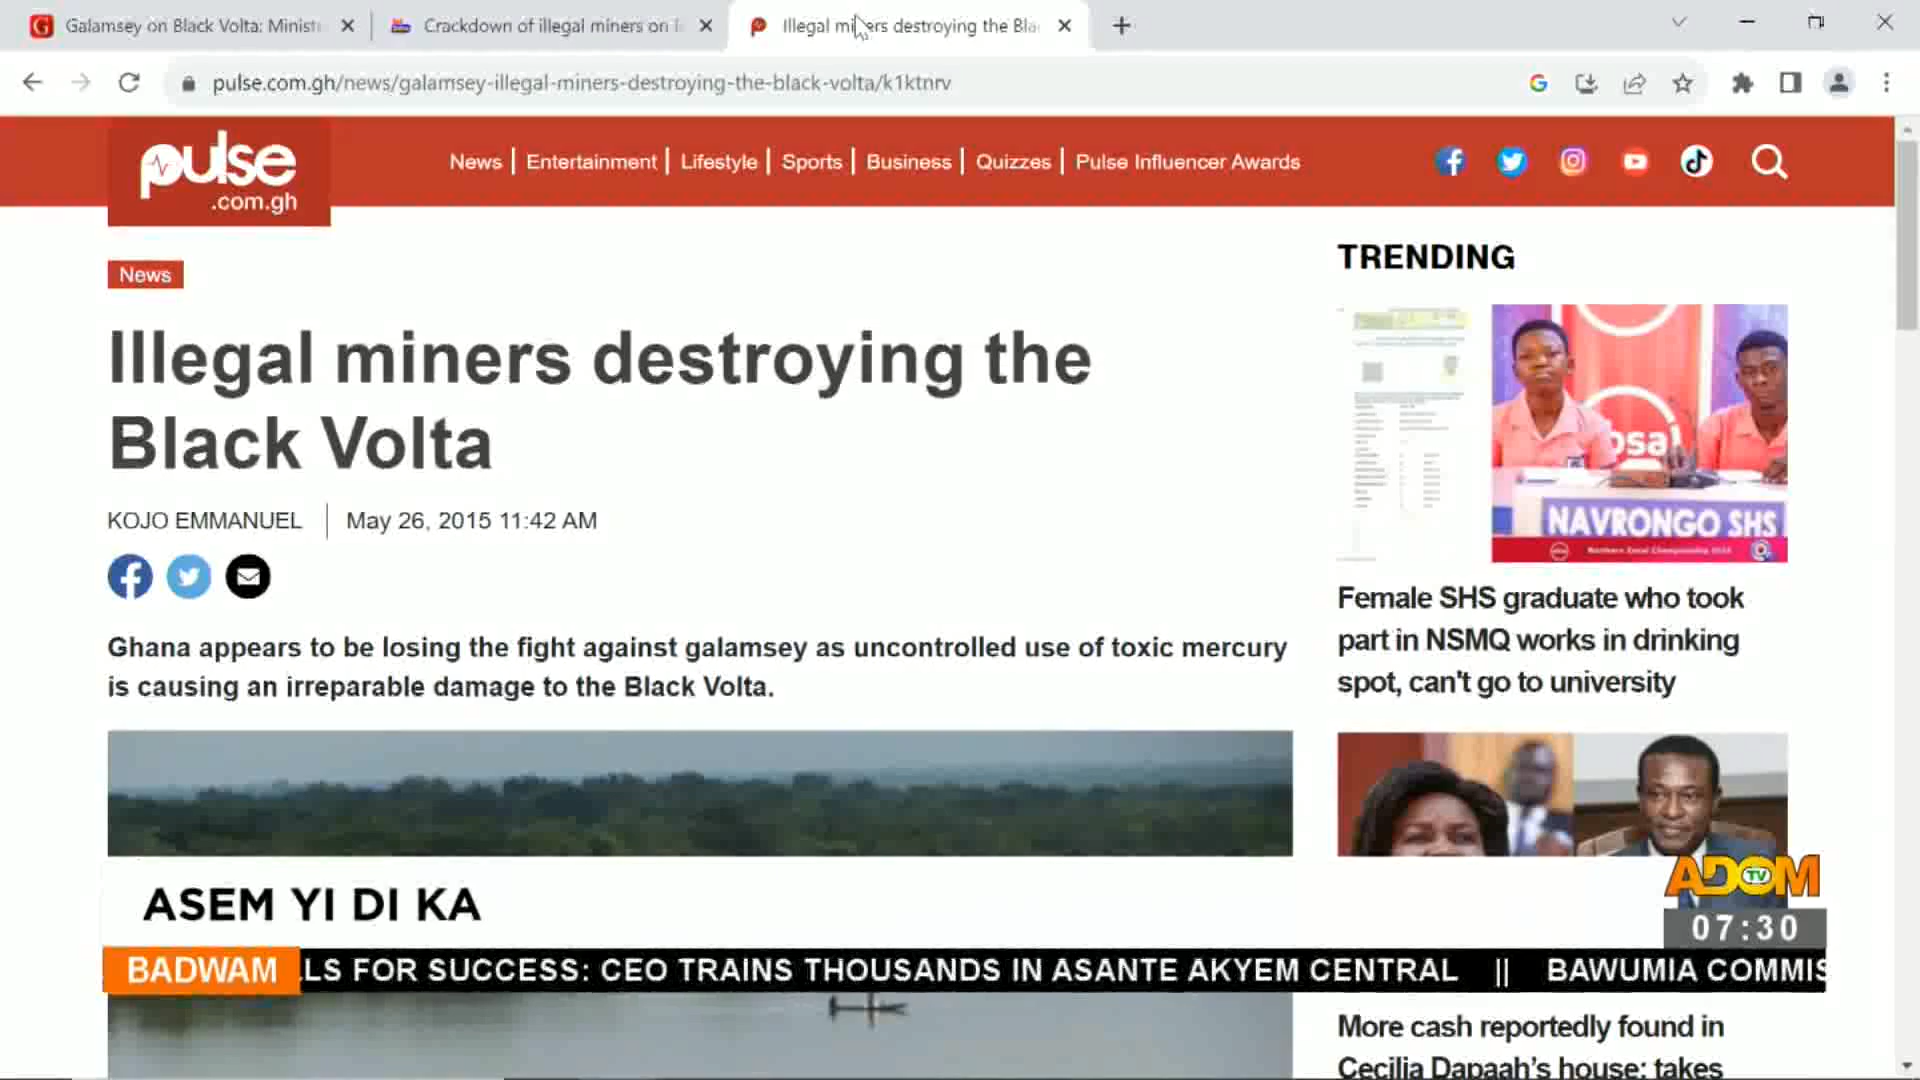 Galamsey on Black Volta: Minist
Crackdown of illegal miners on
Illegal miners destroying the Bla
pulse.com.gh/news/galamsey-illegal-miners-destroying-the-black-volta/k1ktnrv
pulse
.com.gh
News | Entertainment | Lifestyle | Sports | Business | Quizzes | Pulse Influencer Awards
News
Illegal miners destroying the
Black Volta
KOJO EMMANUEL | May 26, 2015 11:42 AM
Ghana appears to be losing the fight against galamsey as uncontrolled use of toxic mercury
is causing an irreparable damage to the Black Volta.
TRENDING
NAVRONGO SHS
Female SHS graduate who took
part in NSMQ works in drinking
spot, can't go to university
ADOM
TV
07:30
ASEM YI DI KA
BADWAM
LS FOR SUCCESS: CEO TRAINS THOUSANDS IN ASANTE AKYEM CENTRAL || BAWUMIA COMMIS
More cash reportedly found in
Cecilia Dapaah's house: takes